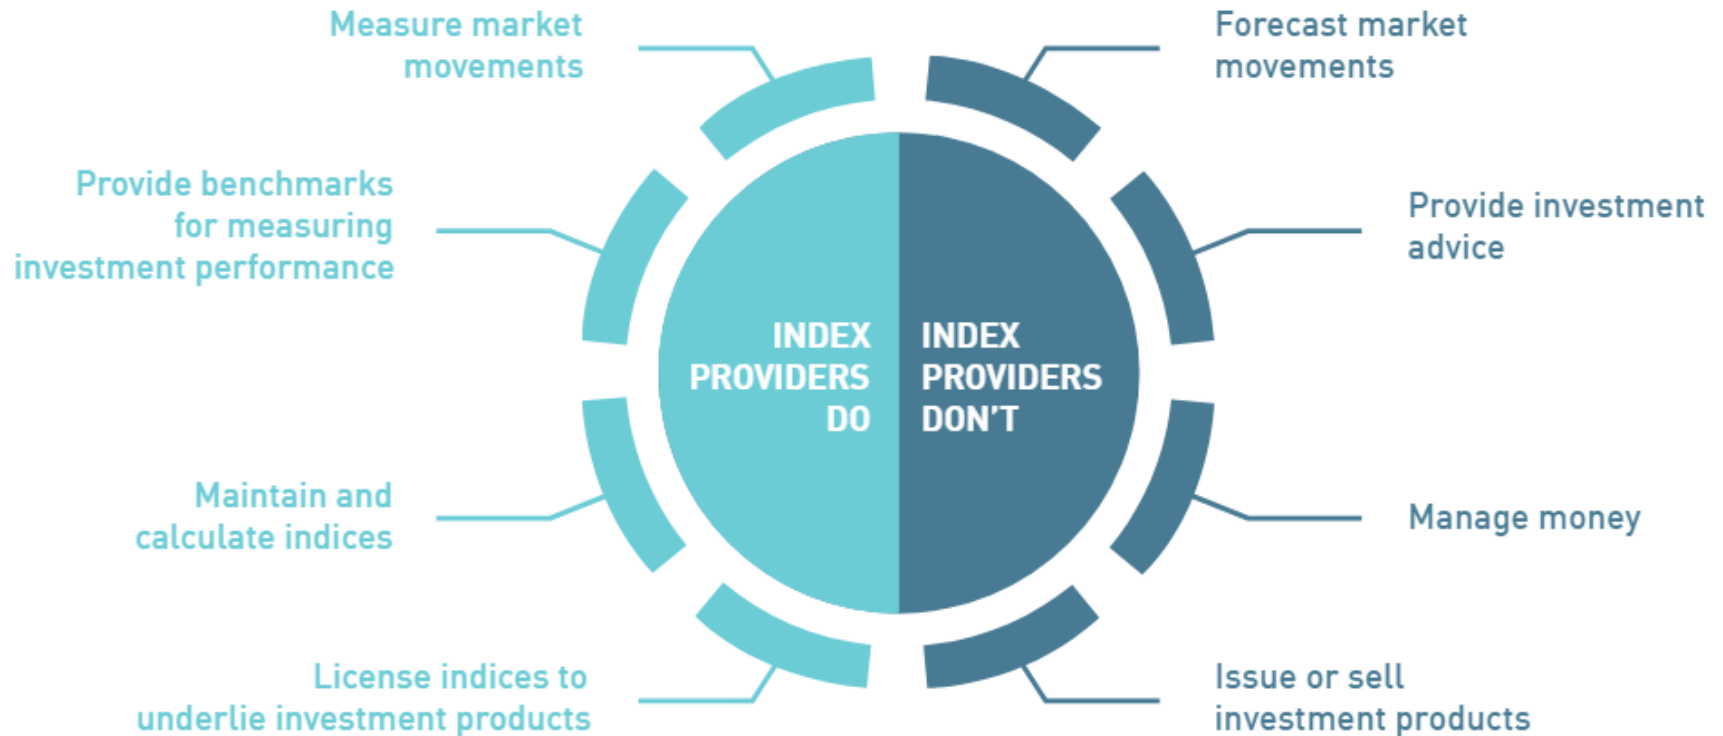 Measure market
movements
Provide benchmarks
for measuring
investment performance
Maintain and
calculate indices
License indices to
underlie investment products
INDEX
PROVIDERS
DO
INDEX
PROVIDERS
DON'T
Forecast market
movements
Provide investment
advice
Manage money
Issue or sell
investment products